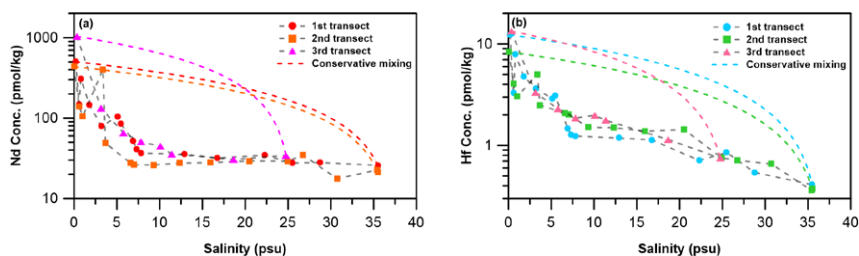 (a)
1st transect
2nd transect
3rd transect
Conservative mixing
Nd Conc. (pmol/kg)
1000
100
10
0 5 10 15 20 25 30 35 40
Salinity (psu)
(b)
1st transect
2nd transect
3rd transect
Conservative mixing
Hf Conc. (pmol/kg)
10
1
0 5 10 15 20 25 30 35 40
Salinity (psu)